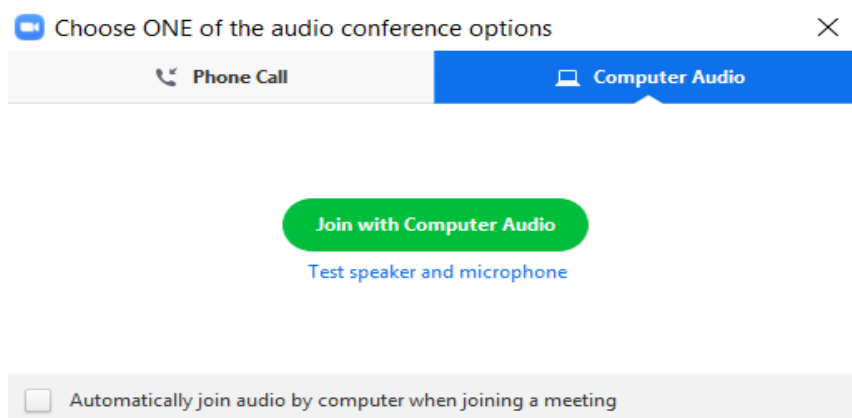 Choose ONE of the audio conference options
Phone Call
Computer Audio
Join with Computer Audio
Test speaker and microphone
Automatically join audio by computer when joining a meeting